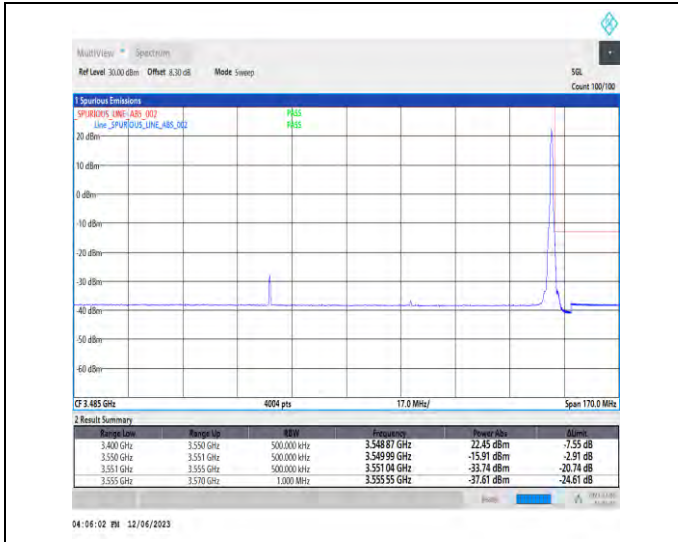 MultiView Spectrum
Ref Level 30.00 dBm Offset 8.30 dB Mode Sweep SGL
Count 100/100
1 Spurious Emissions
SPURIOUS_LINE_ABS_002 PASS
Line _SPURIOUS_LINE_ABS_002 PASS
20 dBm
10 dBm
0 dBm
-10 dBm
-20 dBm
-30 dBm
-40 dBm
-50 dBm
-60 dBm
CF 3.485 GHz 4004 pts 17.0 MHz/ Span 170.0 MHz
2 Result Summary
Range Low Range Up RBW Frequency Power Abs ΔLimit
3.400 GHz 3.550 GHz 500.000 kHz 3.548 87 GHz 22.45 dBm -7.55 dB
3.550 GHz 3.551 GHz 500.000 kHz 3.549 99 GHz -15.91 dBm -2.91 dB
3.551 GHz 3.555 GHz 500.000 kHz 3.551 04 GHz -33.74 dBm -20.74 dB
3.555 GHz 3.570 GHz 1.000 MHz 3.555 55 GHz -37.61 dBm -24.61 dB
04:06:02 PM 12/06/2023